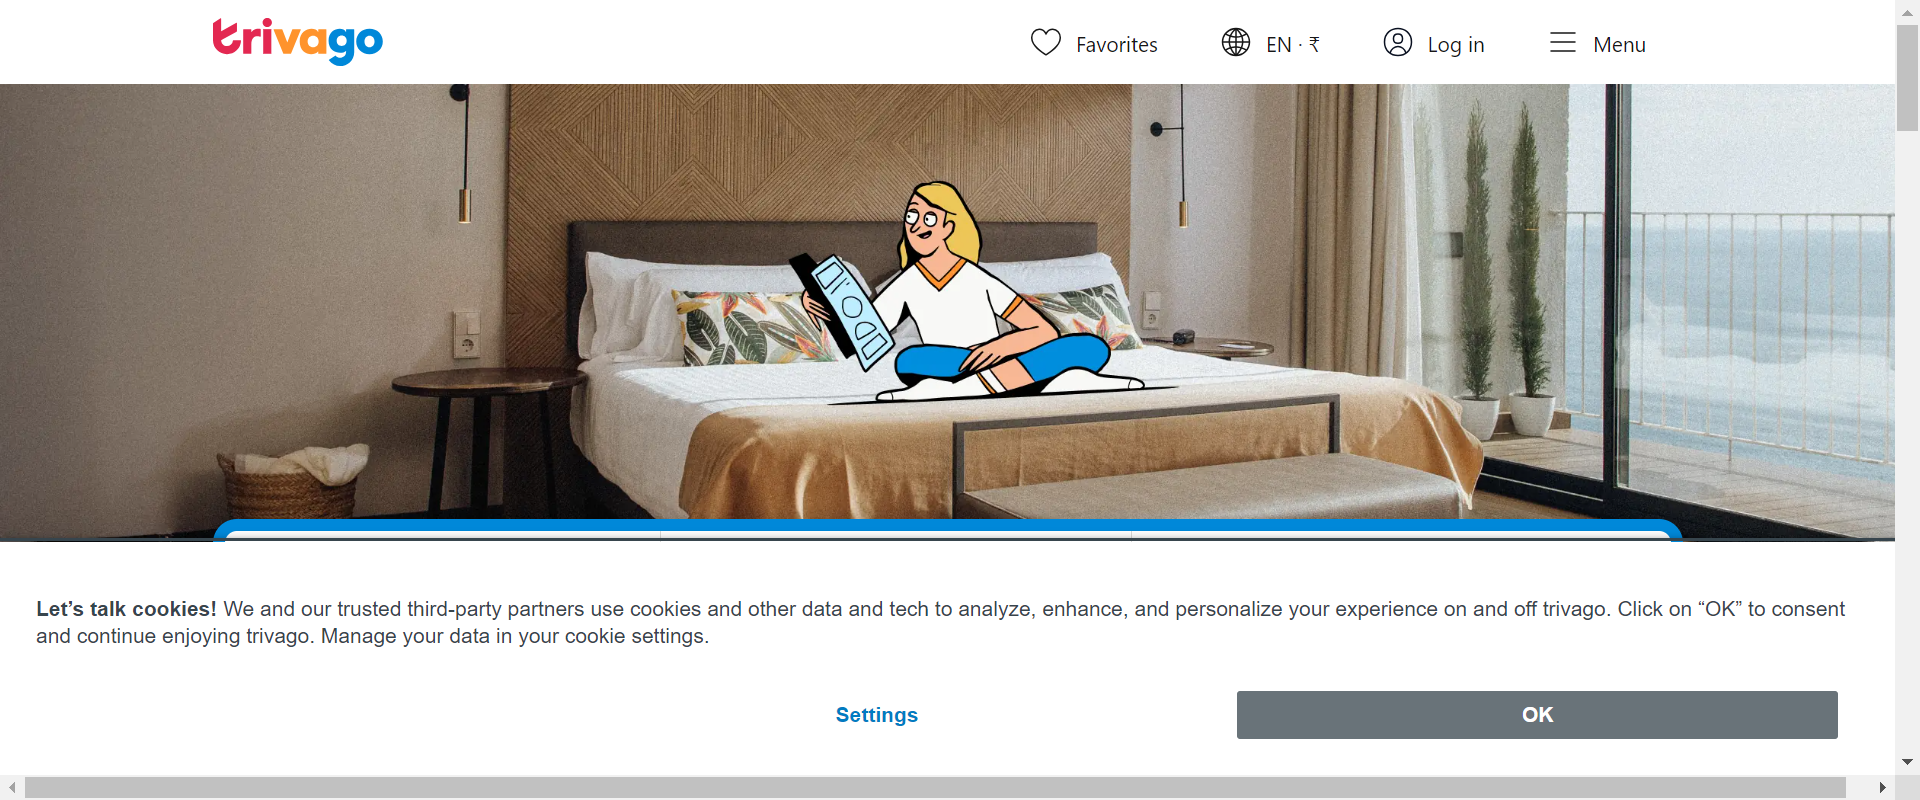 trivago
Favorites
EN · ₹
Log in
Menu
Let’s talk cookies! We and our trusted third-party partners use cookies and other data and tech to analyze, enhance, and personalize your experience on and off trivago. Click on “OK” to consent
and continue enjoying trivago. Manage your data in your cookie settings.
Settings
OK